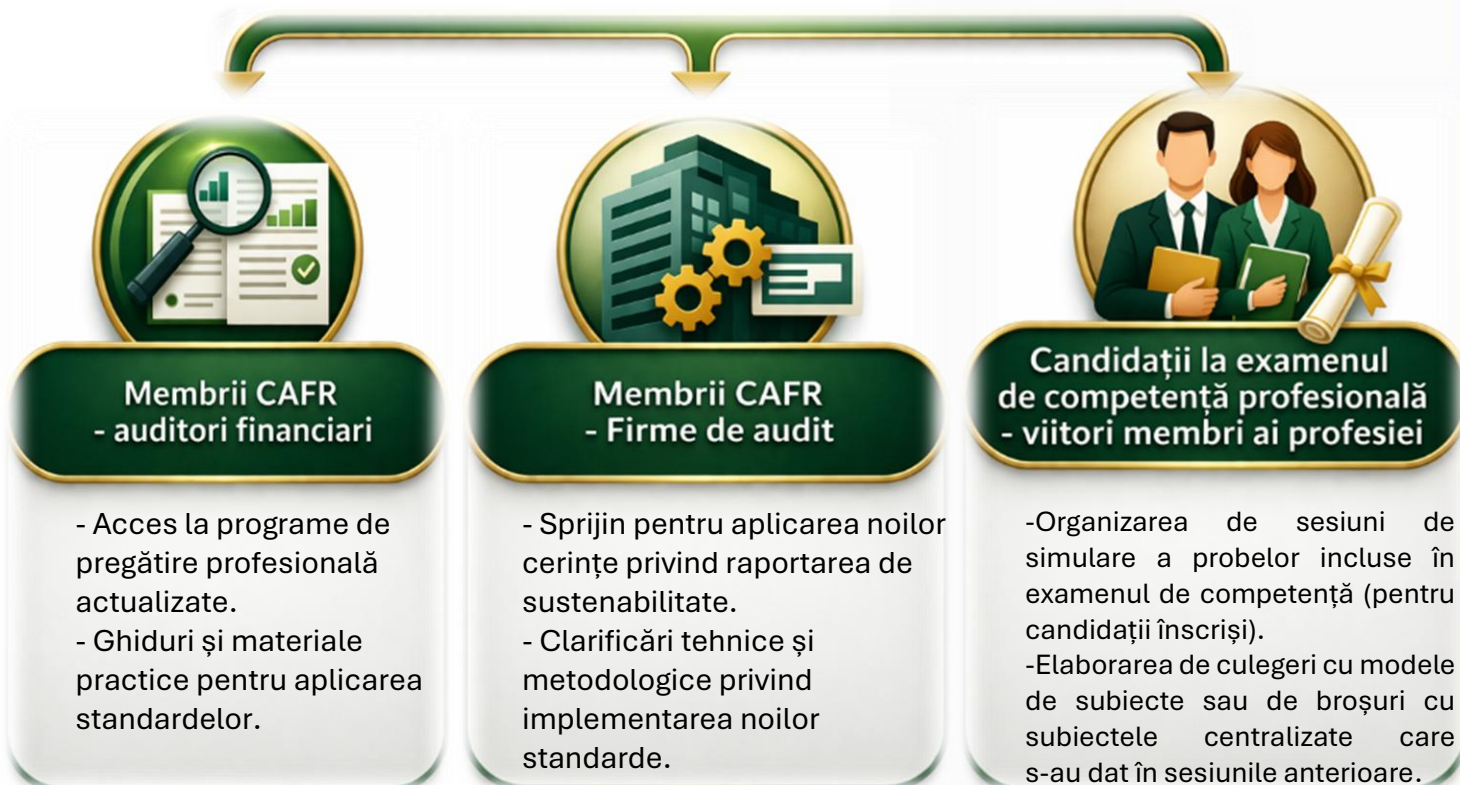 Membrii CAFR
- auditori financiari
- Acces la programe de
pregătire profesională
actualizate.
- Ghiduri și materiale
practice pentru aplicarea
standardelor.
Membrii CAFR
- Firme de audit
- Sprijin pentru aplicarea noilor
cerințe privind raportarea de
sustenabilitate.
- Clarificări tehnice și
metodologice privind
implementarea noilor
standarde.
Candidații la examenul
de competență profesională
- viitori membri ai profesiei
-Organizarea de sesiuni de
simulare a probelor incluse în
examenul de competență (pentru
candidații înscriși).
-Elaborarea de culegeri cu modele
de subiecte sau de broșuri cu
subiectele centralizate care
s-au dat în sesiunile anterioare.